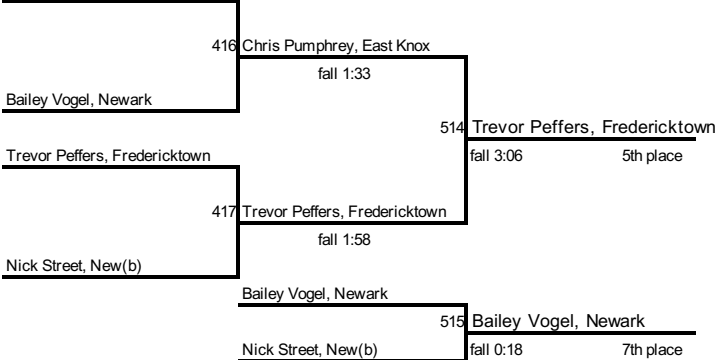 416 Chris Pumphrey, East Knox
fall 1:33
Bailey Vogel, Newark
514 Trevor Peffers, Fredericktown
fall 3:06 5th place
Trevor Peffers, Fredericktown
417 Trevor Peffers, Fredericktown
fall 1:58
Nick Street, New(b)
Bailey Vogel, Newark
515 Bailey Vogel, Newark
Nick Street, New(b)
fall 0:18 7th place